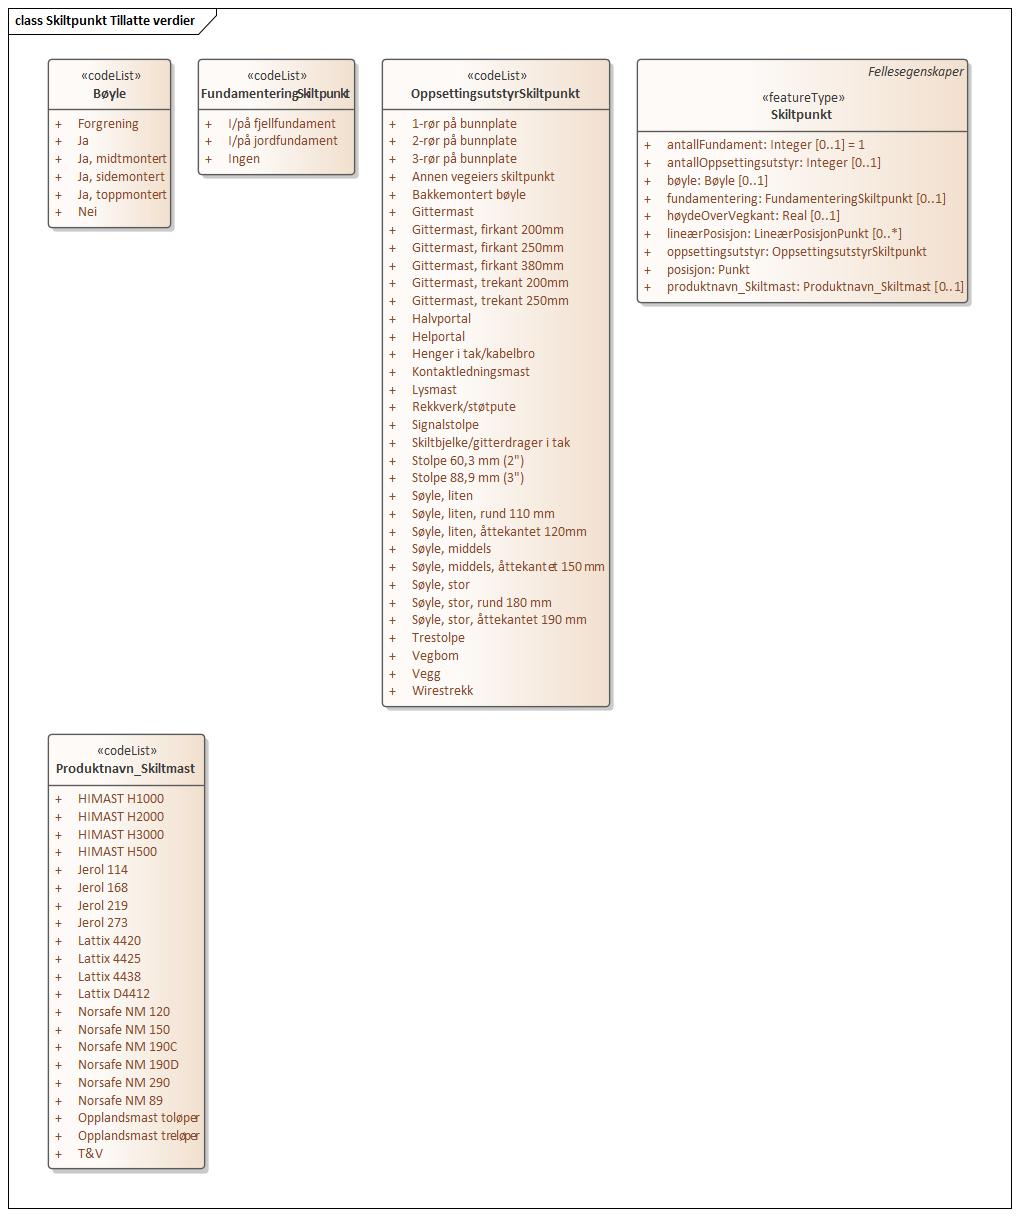 class Skiltpunkt Tillatte verdier
«codeList»
Bøyle
+ Forgrening
+ Ja
+ Ja, midtmontert
+ Ja, sidemontert
+ Ja, toppmontert
+ Nei
«codeList»
FundamenteringSkiltpunkt
+ I/på fjellfundament
+ I/på jordfundament
+ Ingen
«codeList»
OppsettingsutstyrSkiltpunkt
+ 1-rør på bunnplate
+ 2-rør på bunnplate
+ 3-rør på bunnplate
+ Annen vegeiers skiltpunkt
+ Bakkemontert bøyle
+ Gittermast
+ Gittermast, firkant 200mm
+ Gittermast, firkant 250mm
+ Gittermast, firkant 380mm
+ Gittermast, trekant 200mm
+ Gittermast, trekant 250mm
+ Halvportal
+ Helportal
+ Henger i tak/kabelbro
+ Kontaktledningsmast
+ Lysmast
+ Rekkverk/støtpute
+ Signalstolpe
+ Skiltbjelke/gitterdrager i tak
+ Stolpe 60,3 mm (2")
+ Stolpe 88,9 mm (3")
+ Søyle, liten
+ Søyle, liten, rund 110 mm
+ Søyle, liten, åttekantet 120mm
+ Søyle, middels
+ Søyle, middels, åttekantet 150 mm
+ Søyle, stor
+ Søyle, stor, rund 180 mm
+ Søyle, stor, åttekantet 190 mm
+ Trestolpe
+ Vegbom
+ Vegg
+ Wirestrekk
Fellesegenskaper
«featureType»
Skiltpunkt
+ antallFundament: Integer [0..1] = 1
+ antallOppsettingsutstyr: Integer [0..1]
+ bøyle: Bøyle [0..1]
+ fundamentering: FundamenteringSkiltpunkt [0..1]
+ høydeOverVegkant: Real [0..1]
+ lineærPosisjon: LineærPosisjonPunkt [0..*]
+ oppsettingsutstyr: OppsettingsutstyrSkiltpunkt
+ posisjon: Punkt
+ produktnavn_Skiltmast: Produktnavn_Skiltmast [0..1]
«codeList»
Produktnavn_Skiltmast
+ HIMAST H1000
+ HIMAST H2000
+ HIMAST H3000
+ HIMAST H500
+ Jerol 114
+ Jerol 168
+ Jerol 219
+ Jerol 273
+ Lattix 4420
+ Lattix 4425
+ Lattix 4438
+ Lattix D4412
+ Norsafe NM 120
+ Norsafe NM 150
+ Norsafe NM 190C
+ Norsafe NM 190D
+ Norsafe NM 290
+ Norsafe NM 89
+ Opplandsmast toløper
+ Opplandsmast treløper
+ T&V